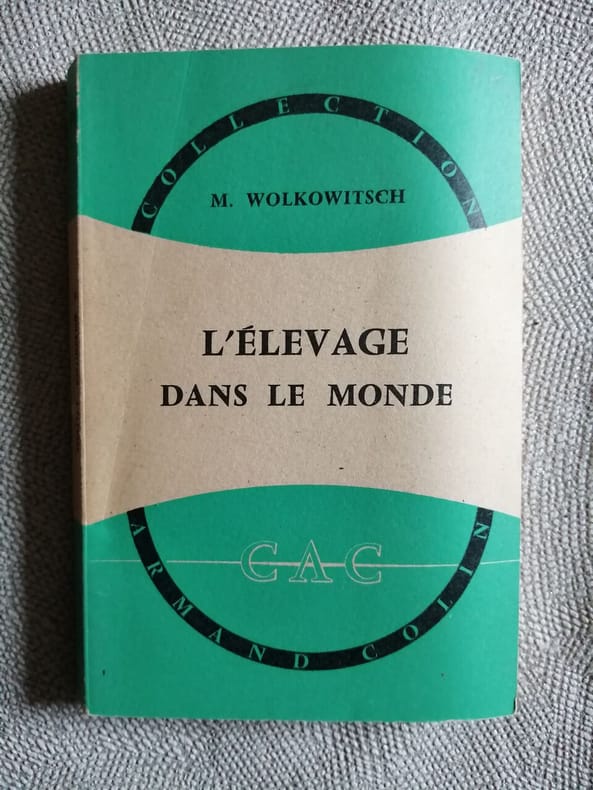 COLLECTION
M. WOLKOWITSCH
L'ÉLEVAGE
DANS LE MONDE
CAC
ARMAND COLIN